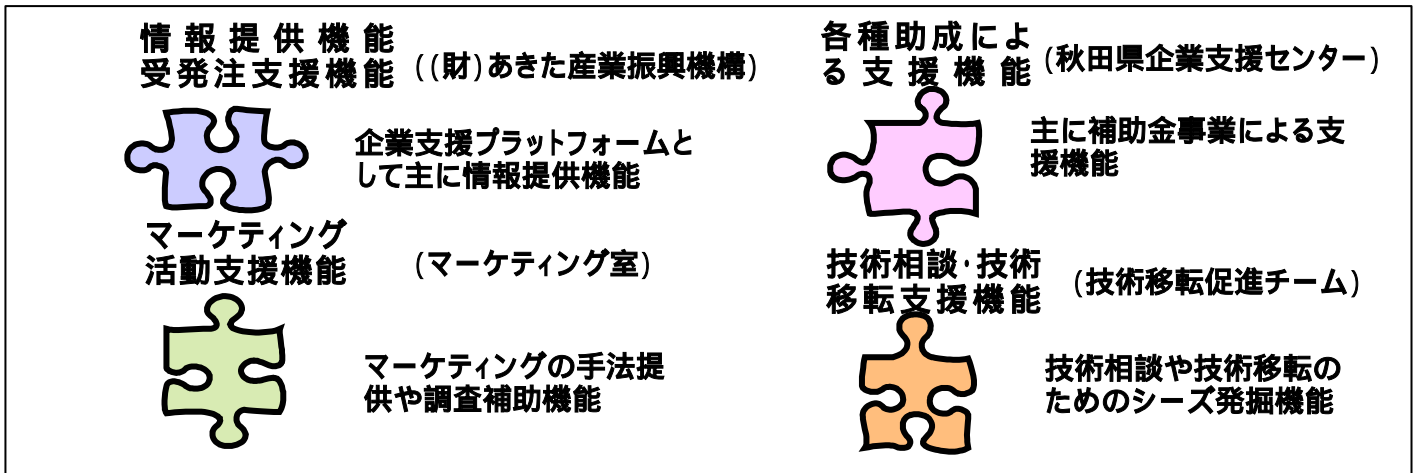 情報提供機能
受発注支援機能
((財)あきた産業振興機構)
企業支援プラットフォームと
して主に情報提供機能
マーケティング
活動支援機能
(マーケティング室)
マーケティングの手法提
供や調査補助機能
各種助成によ
る支援機能
(秋田県企業支援センター)
主に補助金事業による支
援機能
技術相談・技術
移転支援機能
(技術移転促進チーム)
技術相談や技術移転の
ためのシーズ発掘機能